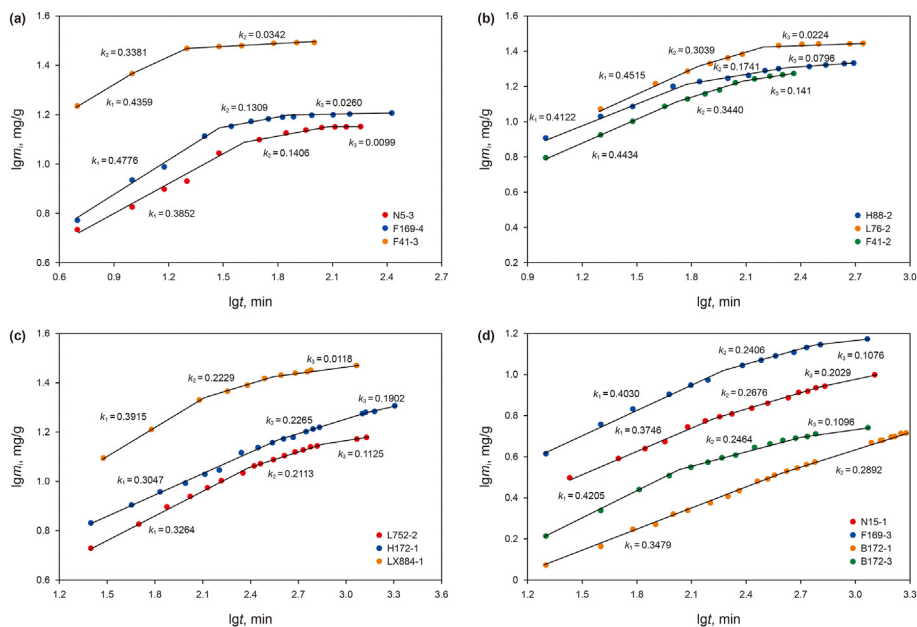 (a)
1.6
1.4
1.2
1.0
0.8
0.6
0.6
0.9
1.2
1.5
1.8
2.1
2.4
2.7
lgm, mg/g
lgt, min
k₂ = 0.3381
k₂ = 0.0342
k₁ = 0.4359
k₂ = 0.1309
k₃ = 0.0260
k₁ = 0.4776
k₂ = 0.1406
k₃ = 0.0099
k₁ = 0.3852
N5-3
F169-4
F41-3
(b)
1.6
1.4
1.2
1.0
0.8
0.6
0.4
0.2
0.9
1.2
1.5
1.8
2.1
2.4
2.7
3.0
lgm, mg/g
lgt, min
k₃ = 0.0224
k₂ = 0.3039
k₁ = 0.4515
k₂ = 0.1741
k₃ = 0.0796
k₁ = 0.4122
k₃ = 0.141
k₂ = 0.3440
k₁ = 0.4434
H88-2
L76-2
F41-2
(c)
1.6
1.4
1.2
1.0
0.8
0.6
1.2
1.5
1.8
2.1
2.4
2.7
3.0
3.3
lgm, mg/g
lgt, min
k₃ = 0.0118
k₂ = 0.2229
k₁ = 0.3915
k₃ = 0.1902
k₂ = 0.2265
k₁ = 0.3047
k₃ = 0.1125
k₂ = 0.2113
k₁ = 0.3264
L752-2
H172-1
LX884-1
(d)
1.2
1.0
0.8
0.6
0.4
0.2
0
1.2
1.5
1.8
2.1
2.4
2.7
3.0
3.3
lgm, mg/g
lgt, min
k₂ = 0.2406
k₃ = 0.1076
k₁ = 0.4030
k₃ = 0.2029
k₂ = 0.2676
k₁ = 0.3746
k₃ = 0.1096
k₂ = 0.2464
k₁ = 0.4205
k₂ = 0.2892
k₁ = 0.3479
N15-1
F169-3
B172-1
B172-3